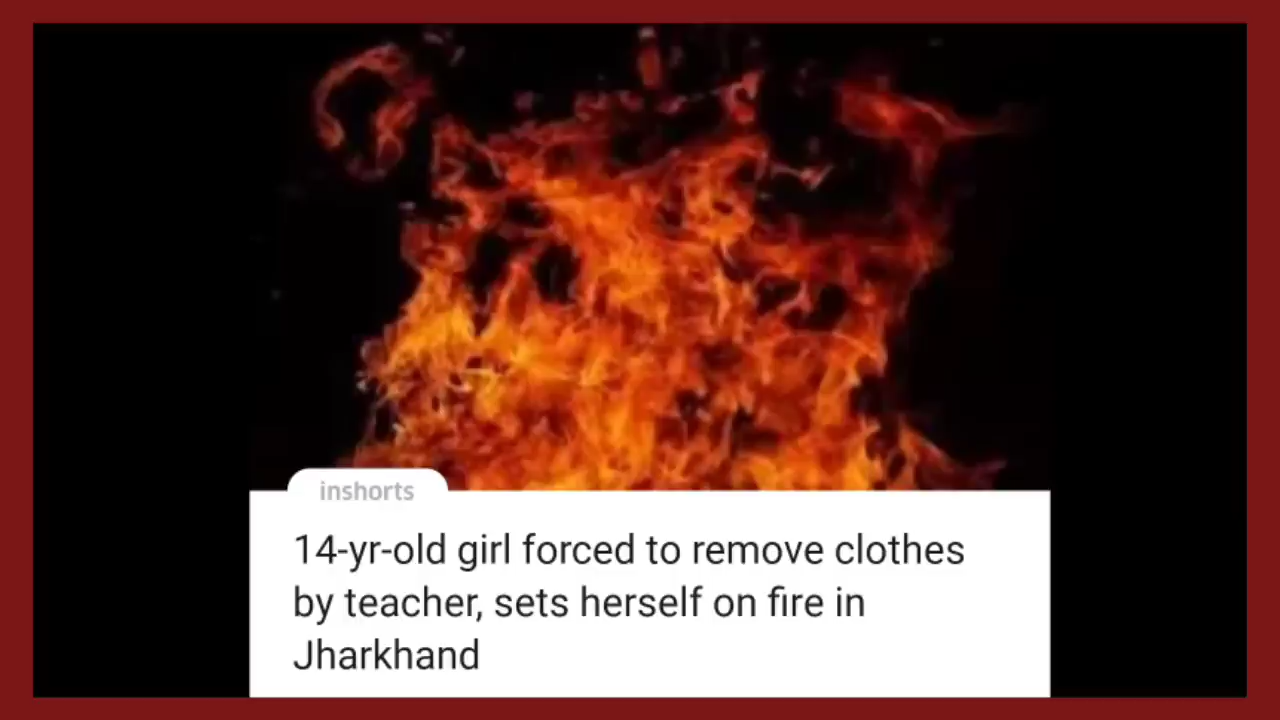 inshorts
14-yr-old girl forced to remove clothes
by teacher, sets herself on fire in
Jharkhand